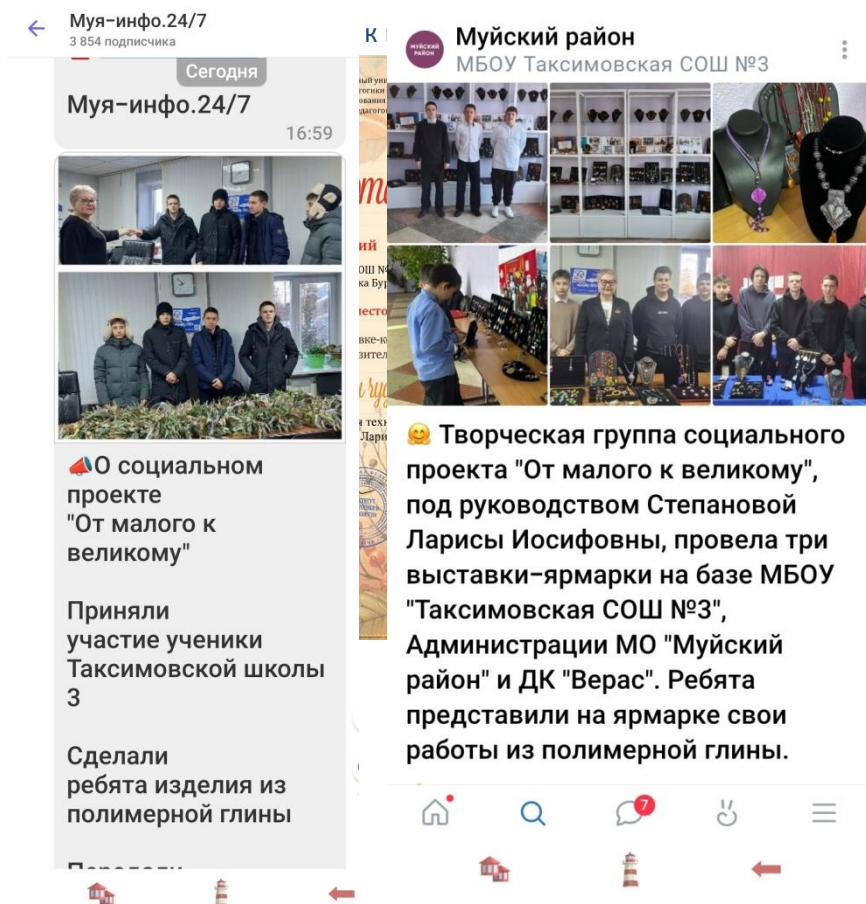 Муя-инфо.24/7
3 854 подписчика
Сегодня
Муя-инфо.24/7
16:59
📣О социальном
проекте
"От малого к
великому"
Приняли
участие ученики
Таксимовской школы
3
Сделали
ребята изделия из
полимерной глины
к
МУЙСКИЙ РАЙОН
Муйский район
МБОУ Таксимовская СОШ №3
🤗 Творческая группа социального
проекта "От малого к великому",
под руководством Степановой
Ларисы Иосифовны, провела три
выставки-ярмарки на базе МБОУ
"Таксимовская СОШ №3",
Администрации МО "Муйский
район" и ДК "Верас". Ребята
представили на ярмарке свои
работы из полимерной глины.
7